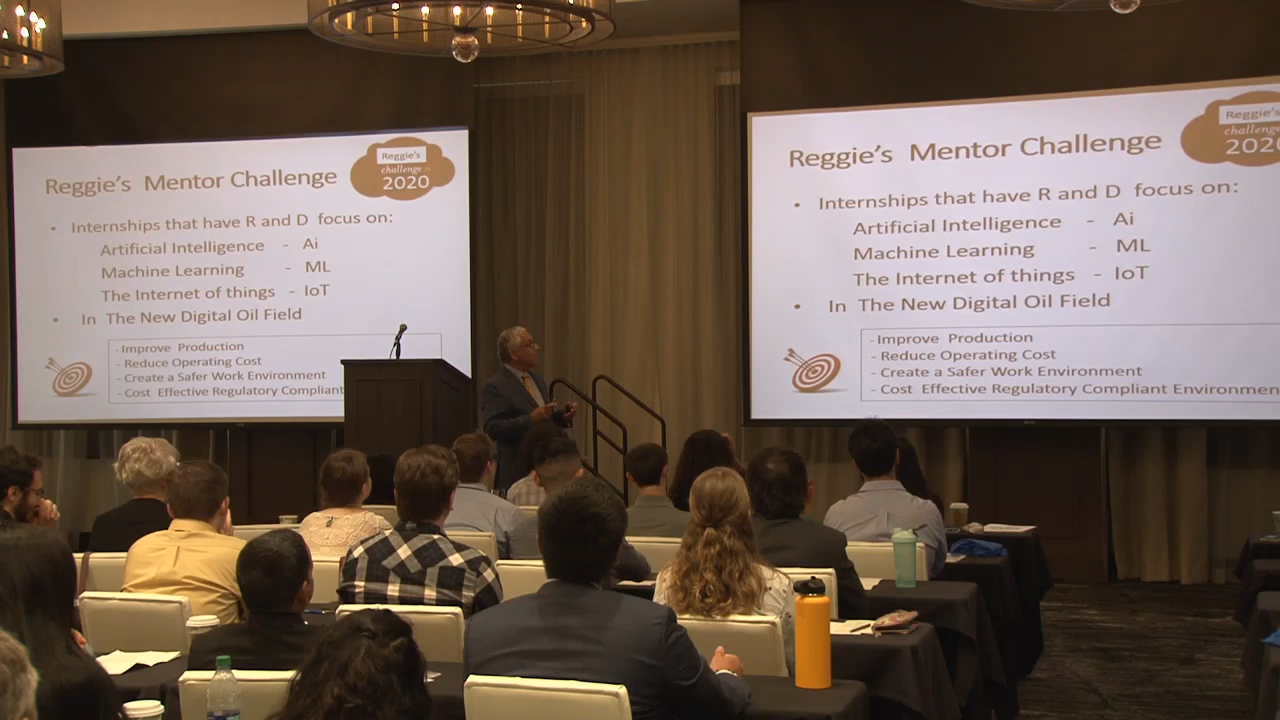 Reggie's Mentor Challenge
Reggie's
challenge
2020
• Internships that have R and D focus on:
Artificial Intelligence - Ai
Machine Learning - ML
The Internet of things - IoT
• In The New Digital Oil Field
- Improve Production
- Reduce Operating Cost
- Create a Safer Work Environment
- Cost Effective Regulatory Compliant
Reggie's Mentor Challenge
Reggie's
challenge
202
• Internships that have R and D focus on:
Artificial Intelligence - Ai
Machine Learning - ML
The Internet of things - IoT
• In The New Digital Oil Field
- Improve Production
- Reduce Operating Cost
- Create a Safer Work Environment
- Cost Effective Regulatory Compliant Environmen